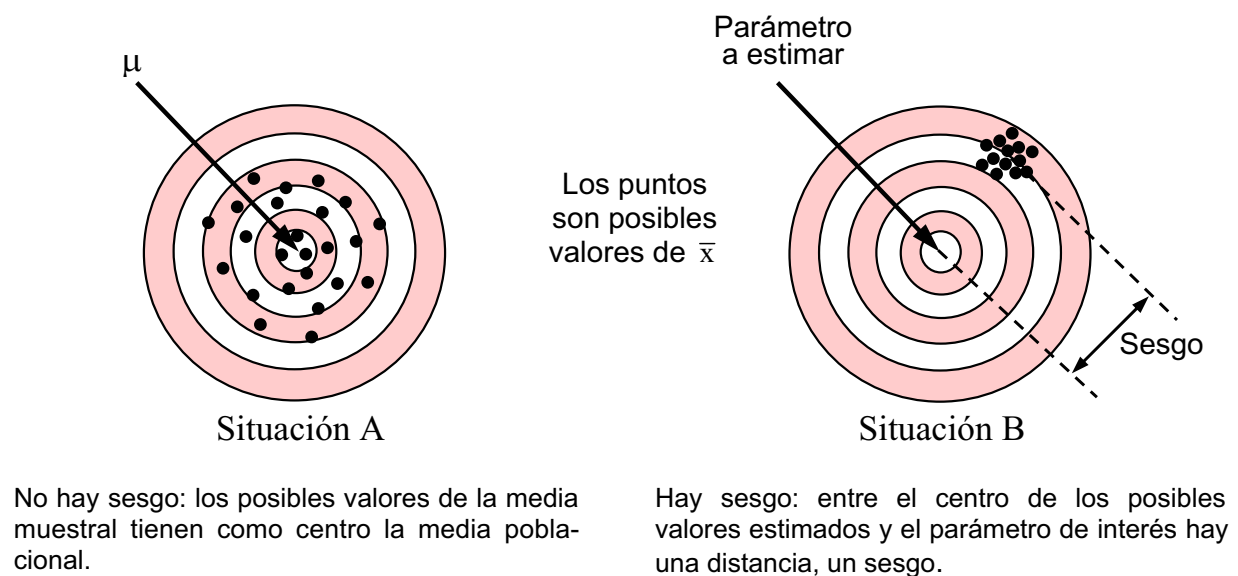 μ
Parámetro
a estimar
Los puntos
son posibles
valores de x̅
Sesgo
Situación A
Situación B
No hay sesgo: los posibles valores de la media
muestral tienen como centro la media pobla-
cional.
Hay sesgo: entre el centro de los posibles
valores estimados y el parámetro de interés hay
una distancia, un sesgo.